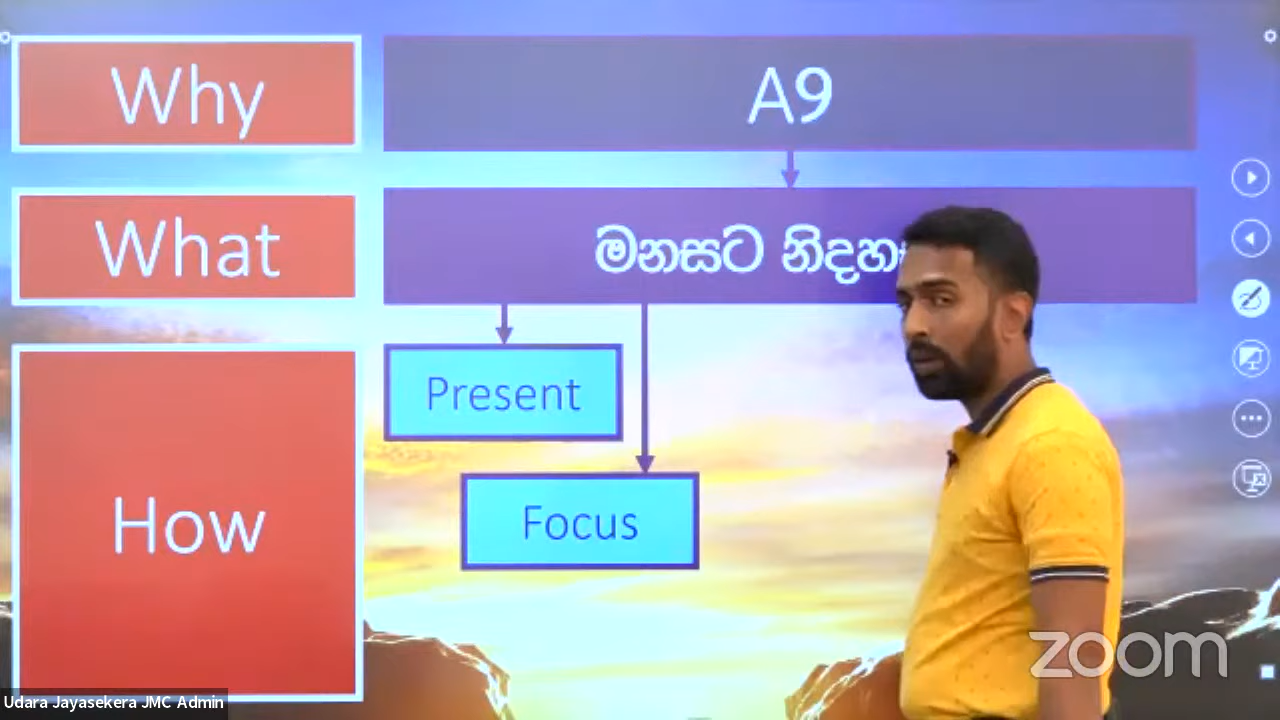 Why
A9
What
මනසට
How
Present
Focus
zoom
Udara Jayasekera JMC Admin